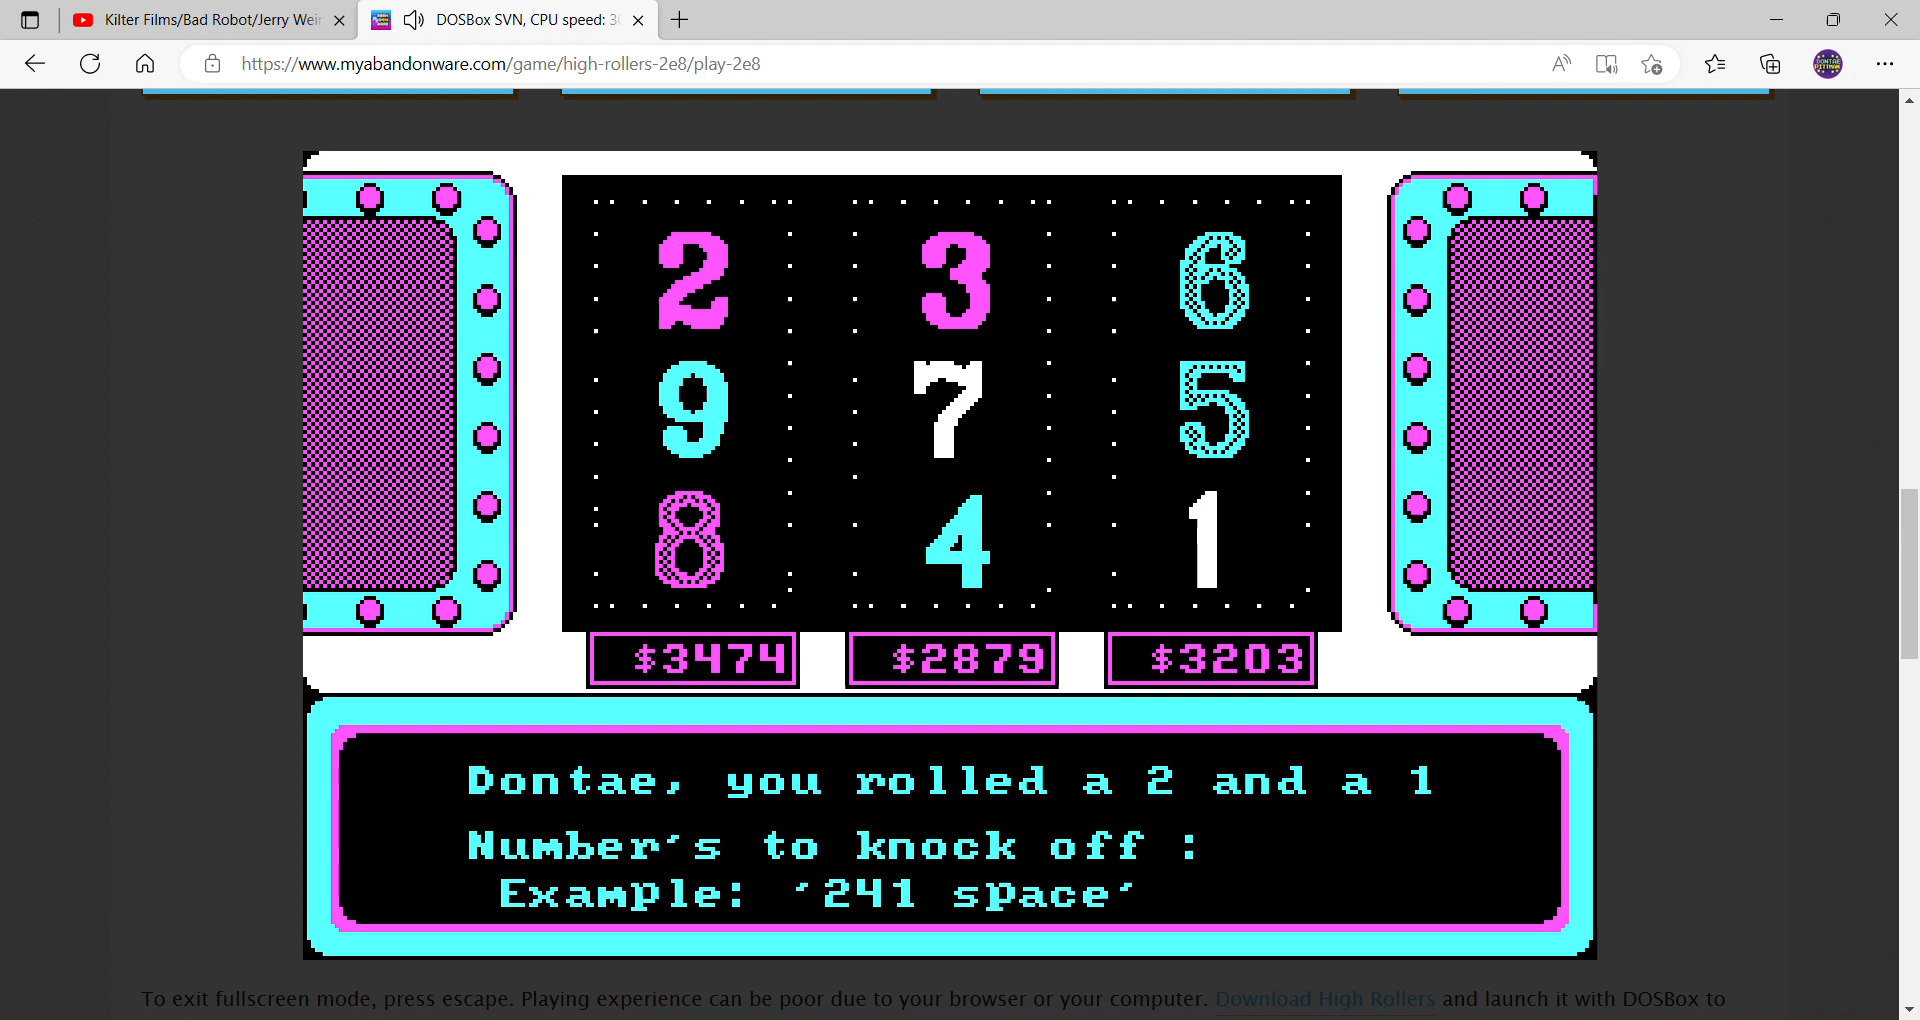 Kilter Films/Bad Robot/Jerry Wei
DOSBox SVN, CPU speed: 3
https://www.myabandonware.com/game/high-rollers-2e8/play-2e8
DONTAE
PITTMAN
2 3 6
9 7 5
8 4 1
$3474 $2879 $3203
Dontae, you rolled a 2 and a 1
Number's to knock off :
Example: '241 space'
To exit fullscreen mode, press escape. Playing experience can be poor due to your browser or your computer. Download High Rollers and launch it with DOSBox to